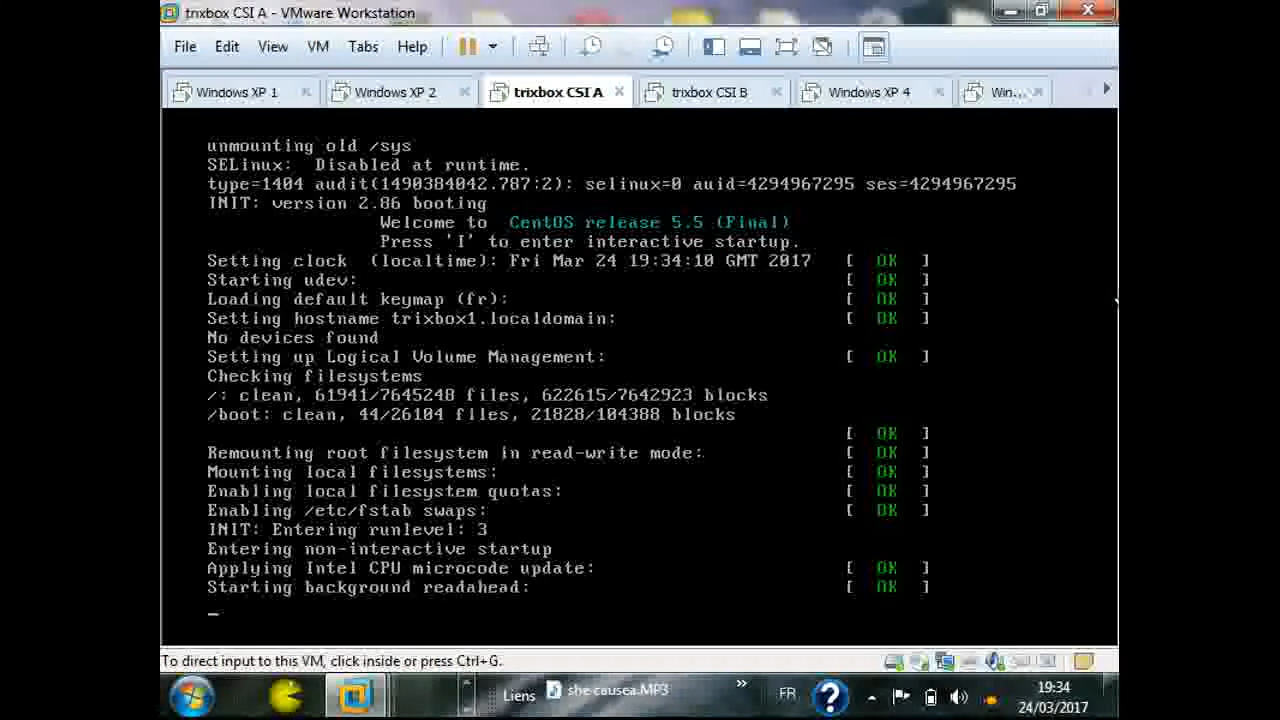 trixbox CSI A - VMware Workstation
File Edit View VM Tabs Help
Windows XP 1 Windows XP 2 trixbox CSI A trixbox CSI B Windows XP 4 Win...
unmounting old /sys
SELinux: Disabled at runtime.
type=1404 audit(1490384042.787:2): selinux=0 auid=4294967295 ses=4294967295
INIT: version 2.86 booting
Welcome to CentOS release 5.5 (Final)
Press 'I' to enter interactive startup.
Setting clock (localtime): Fri Mar 24 19:34:10 GMT 2017 [ OK ]
Starting udev: [ OK ]
Loading default keymap (fr): [ OK ]
Setting hostname trixbox1.localdomain: [ OK ]
No devices found
Setting up Logical Volume Management: [ OK ]
Checking filesystems
/: clean, 61941/7645248 files, 622615/7642923 blocks
/boot: clean, 44/26104 files, 21828/104388 blocks
[ OK ]
Remounting root filesystem in read-write mode: [ OK ]
Mounting local filesystems: [ OK ]
Enabling local filesystem quotas: [ OK ]
Enabling /etc/fstab swaps: [ OK ]
INIT: Entering runlevel: 3
Entering non-interactive startup
Applying Intel CPU microcode update: [ OK ]
Starting background readahead: [ OK ]
_
To direct input to this VM, click inside or press Ctrl+G.
Liens she causea.MP3 » FR ? 19:34
24/03/2017